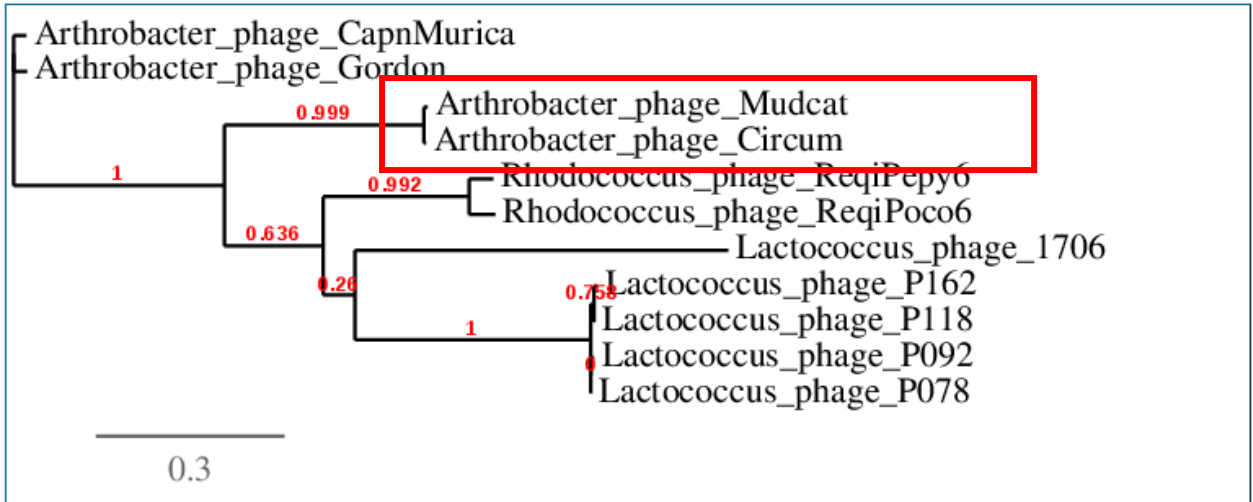 Arthrobacter_phage_CapnMurica
Arthrobacter_phage_Gordon
Arthrobacter_phage_Mudcat
0.999
Arthrobacter_phage_Circum
1
Rhodococcus_phage_ReqiPepy6
0.992
Rhodococcus_phage_ReqiPoco6
0.636
Lactococcus_phage_1706
0.26
Lactococcus_phage_P162
0.758
Lactococcus_phage_P118
1
Lactococcus_phage_P092
0
Lactococcus_phage_P078
0.3